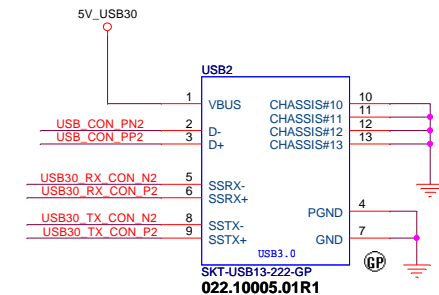 5V_USB30
USB2
1 VBUS CHASSIS#10 10
CHASSIS#11 11
USB_CON_PN2 2 D- CHASSIS#12 12
USB_CON_PP2 3 D+ CHASSIS#13 13
USB30_RX_CON_N2 5 SSRX-
USB30_RX_CON_P2 6 SSRX+
PGND 4
USB30_TX_CON_N2 8 SSTX-
USB30_TX_CON_P2 9 SSTX+ GND 7
USB3.0
GP
SKT-USB13-222-GP
022.10005.01R1